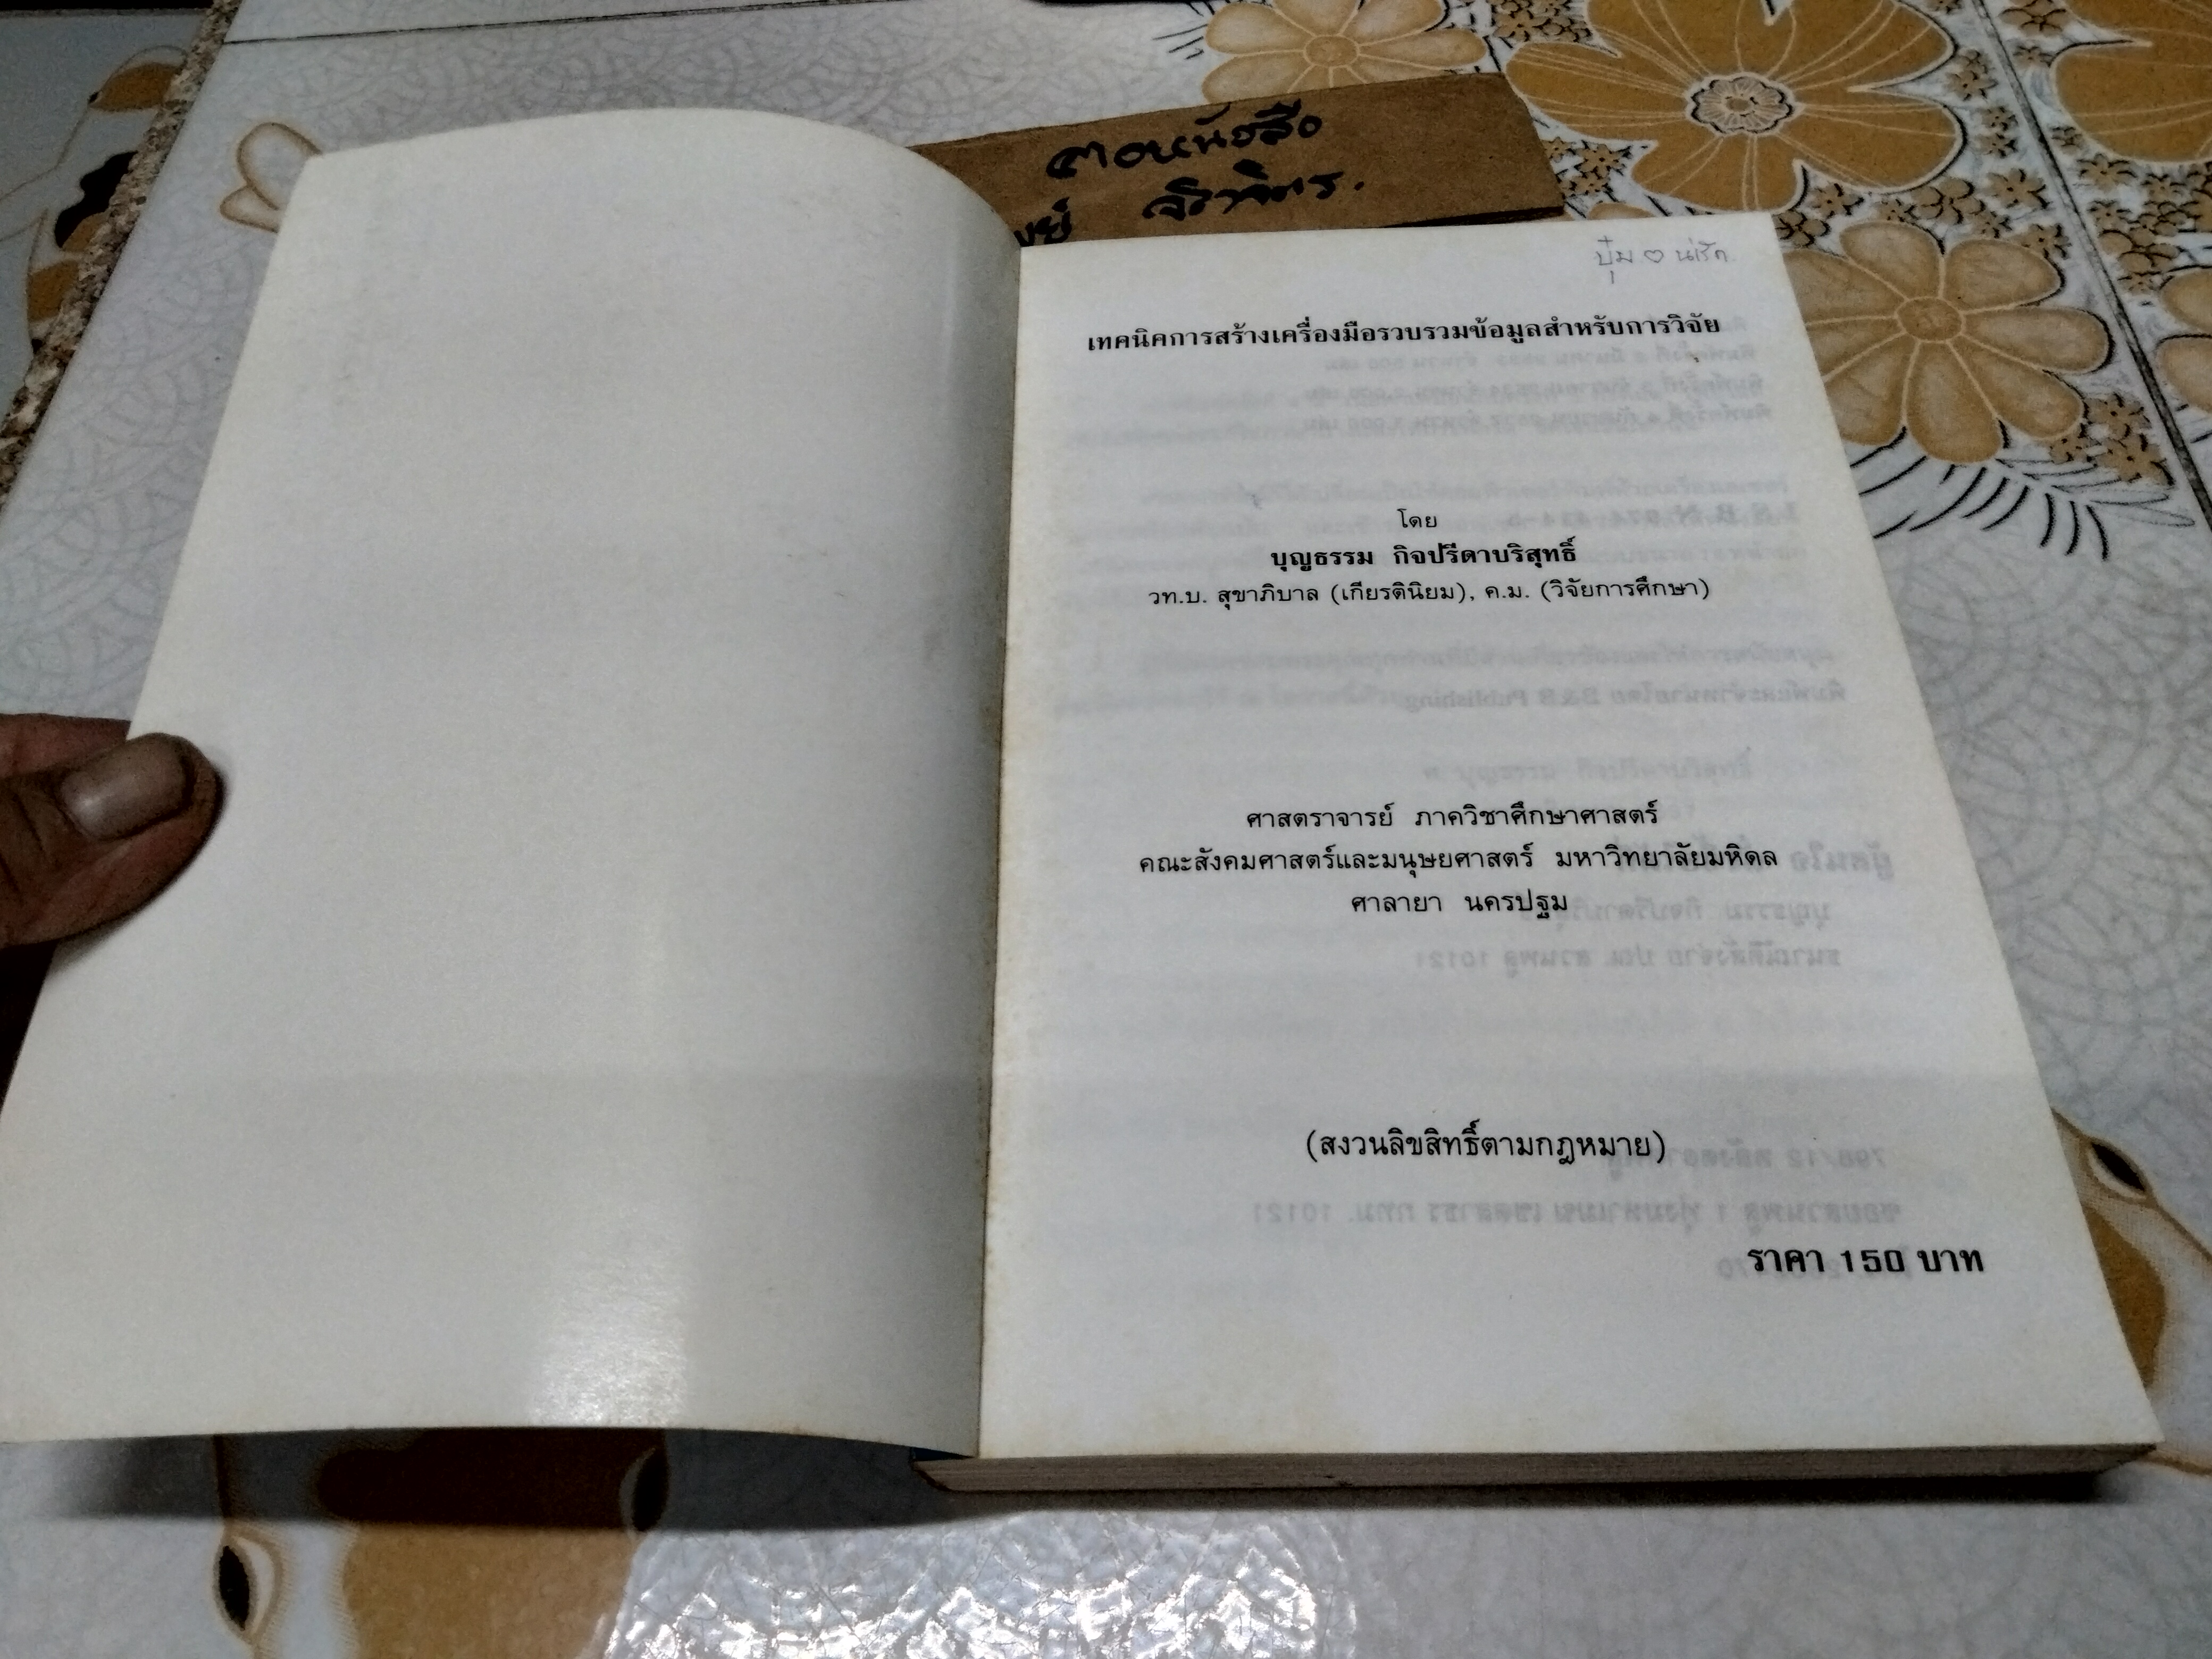 ตอหนังสือ
ปุ๋ม ♡ น่ารัก
เทคนิคการสร้างเครื่องมือรวบรวมข้อมูลสำหรับการวิจัย
โดย
บุญธรรม กิจปรีดาบริสุทธิ์
วท.บ. สุขาภิบาล (เกียรตินิยม), ค.ม. (วิจัยการศึกษา)
ศาสตราจารย์ ภาควิชาศึกษาศาสตร์
คณะสังคมศาสตร์และมนุษยศาสตร์ มหาวิทยาลัยมหิดล
ศาลายา นครปฐม
(สงวนลิขสิทธิ์ตามกฎหมาย)
ราคา 150 บาท